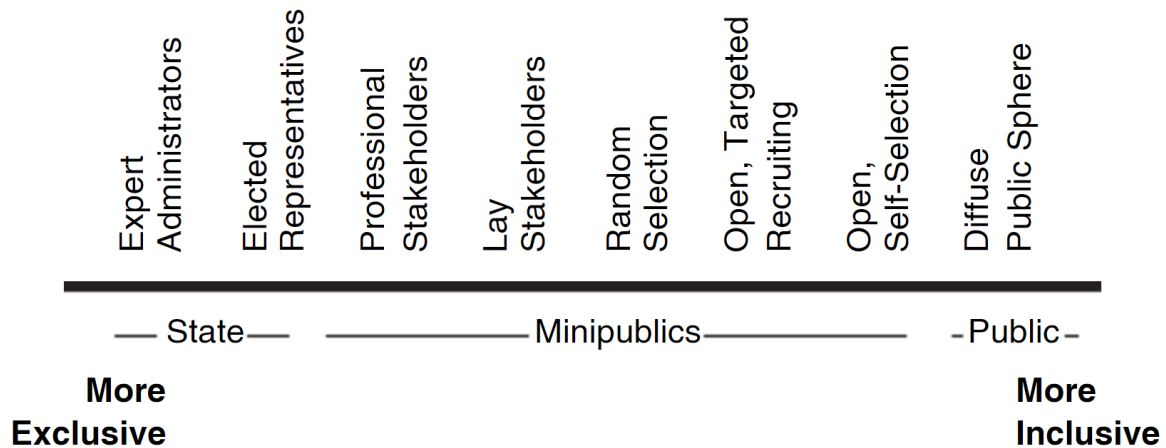 Expert
Administrators
Elected
Representatives
Professional
Stakeholders
Lay
Stakeholders
Random
Selection
Open, Targeted
Recruiting
Open,
Self-Selection
Diffuse
Public Sphere
State
Minipublics
Public
More
Exclusive
More
Inclusive